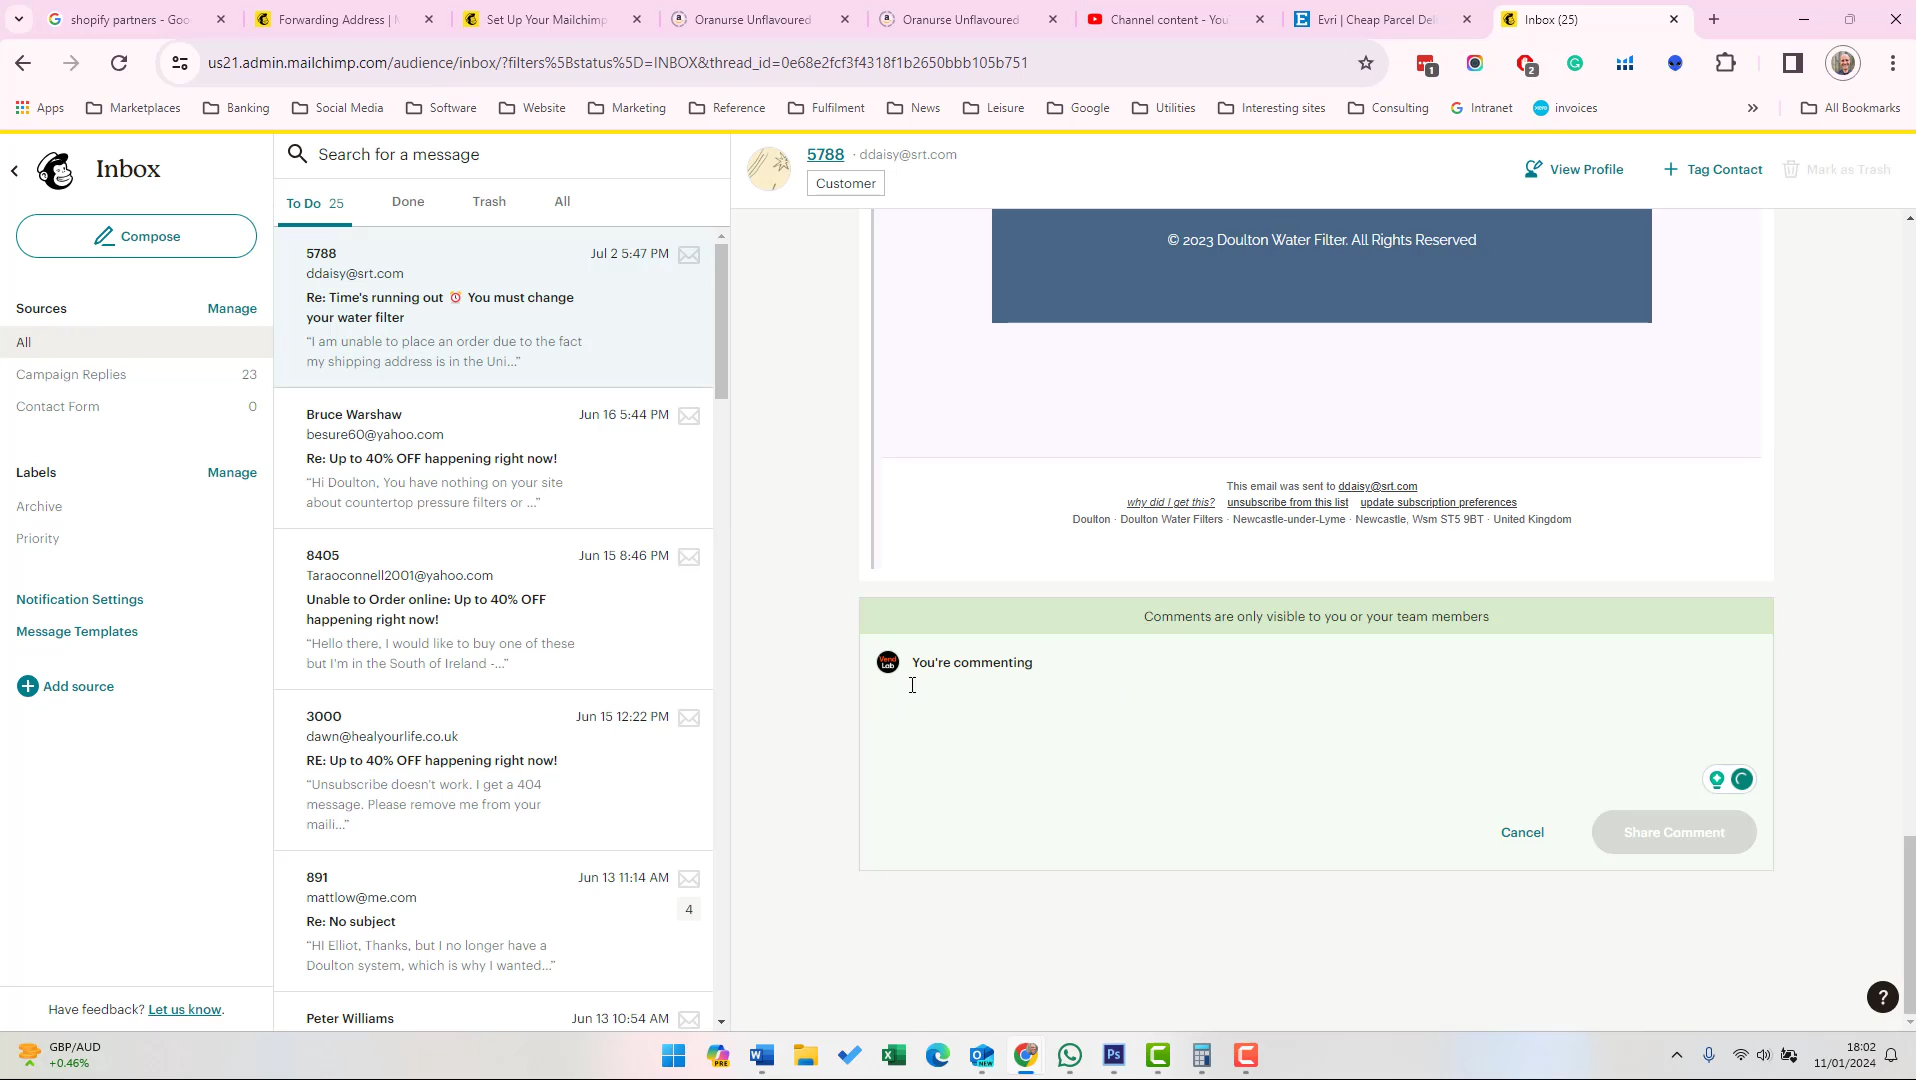 shopify partners - Goo
Forwarding Address | M
Set Up Your Mailchimp
Oranurse Unflavoured
Oranurse Unflavoured
Channel content - You
Evri | Cheap Parcel Del
Inbox (25)
us21.admin.mailchimp.com/audience/inbox/?filters%5Bstatus%5D=INBOX&thread_id=0e68e2fcf3f4318f1b2650bbb105b751
1
2
Apps
Marketplaces
Banking
Social Media
Software
Website
Marketing
Reference
Fulfilment
News
Leisure
Google
Utilities
Interesting sites
Consulting
Intranet
invoices
All Bookmarks
Inbox
Compose
Sources
Manage
All
Campaign Replies 23
Contact Form 0
Labels
Manage
Archive
Priority
Notification Settings
Message Templates
Add source
Have feedback? Let us know.
Search for a message
To Do 25
Done
Trash
All
5788
Jul 2 5:47 PM
ddaisy@srt.com
Re: Time's running out ⏰ You must change
your water filter
“I am unable to place an order due to the fact
my shipping address is in the Uni...”
Bruce Warshaw
Jun 16 5:44 PM
besure60@yahoo.com
Re: Up to 40% OFF happening right now!
“Hi Doulton, You have nothing on your site
about countertop pressure filters or ...”
8405
Jun 15 8:46 PM
Taraoconnell2001@yahoo.com
Unable to Order online: Up to 40% OFF
happening right now!
“Hello there, I would like to buy one of these
but I'm in the South of Ireland -...”
3000
Jun 15 12:22 PM
dawn@healyourlife.co.uk
RE: Up to 40% OFF happening right now!
“Unsubscribe doesn't work. I get a 404
message. Please remove me from your
maili...”
891
Jun 13 11:14 AM
mattlow@me.com
4
Re: No subject
“HI Elliot, Thanks, but I no longer have a
Doulton system, which is why I wanted...”
Peter Williams
Jun 13 10:54 AM
5788 · ddaisy@srt.com
Customer
View Profile
Tag Contact
Mark as Trash
© 2023 Doulton Water Filter. All Rights Reserved
This email was sent to ddaisy@srt.com
why did I get this? unsubscribe from this list update subscription preferences
Doulton · Doulton Water Filters · Newcastle-under-Lyme · Newcastle, Wsm ST5 9BT · United Kingdom
Comments are only visible to you or your team members
Vend
Lab
You're commenting
Cancel
Share Comment
?
GBP/AUD
+0.46%
PRE
NEW
Ps
18:02
11/01/2024